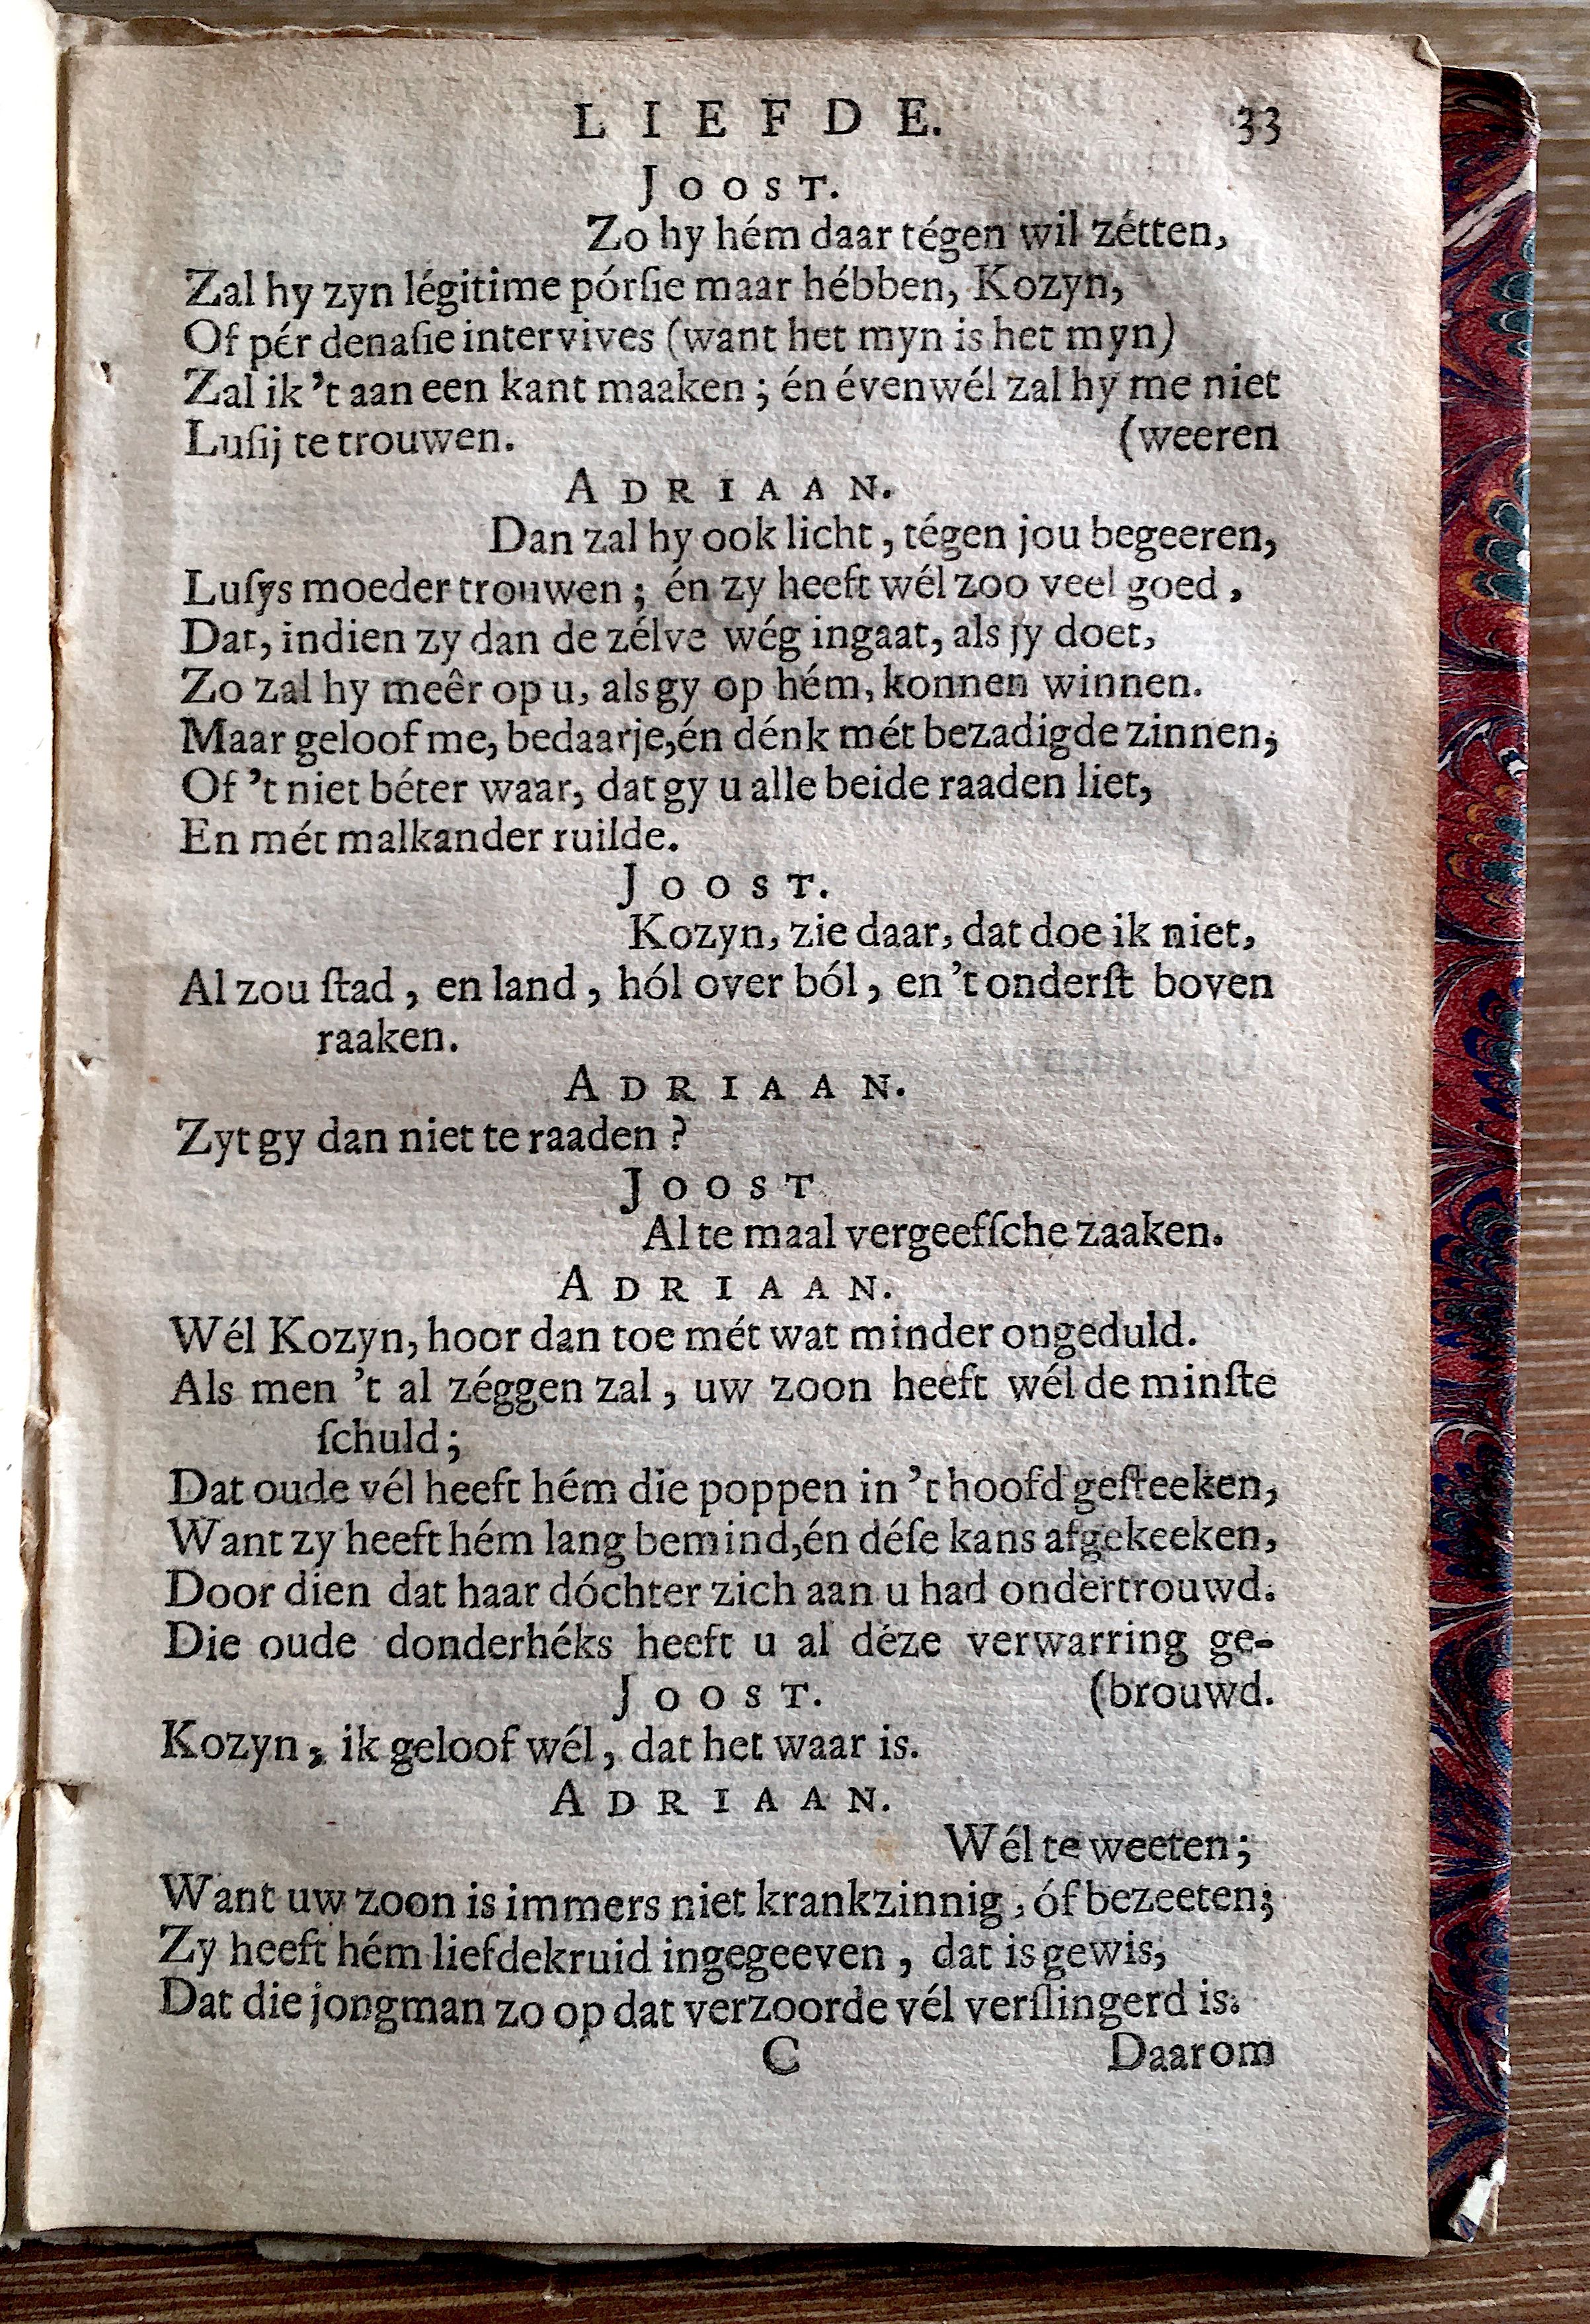 LIEFDE. 33
JOOST.
Zo hy hém daar tégen wil zétten,
Zal hy zyn légitime pórſie maar hébben, Kozyn,
Of pér denaſie intervives (want het myn is het myn)
Zal ik 't aan een kant maaken; én évenwél zal hy me niet
Luſij te trouwen. (weeren
ADRIAAN.
Dan zal hy ook licht, tégen jou begeeren,
Luſys moeder trouwen; én zy heeft wél zoo veel goed,
Dat, indien zy dan de zélve wég ingaat, als jy doet,
Zo zal hy meêr op u, als gy op hém, konnen winnen.
Maar geloof me, bedaar je, én dénk mét bezadigde zinnen,
Of 't niet béter waar, dat gy u alle beide raaden liet,
En mét malkander ruilde.
JOOST.
Kozyn, zie daar, dat doe ik niet,
Al zou ſtad, en land, hól over ból, en 't onderſt boven
raaken.
ADRIAAN.
Zyt gy dan niet te raaden?
JOOST
Al te maal vergeefſche zaaken.
ADRIAAN.
Wél Kozyn, hoor dan toe mét wat minder ongeduld.
Als men 't al zéggen zal, uw zoon heeft wél de minſte
ſchuld;
Dat oude vél heeft hém die poppen in 't hoofd geſteeken,
Want zy heeft hém lang bemind, én déſe kans afgekeeken,
Door dien dat haar dóchter zich aan u had ondertrouwd.
Die oude donderhéks heeft u al déze verwarring ge-
JOOST. (brouwd.
Kozyn, ik geloof wél, dat het waar is.
ADRIAAN.
Wél te weeten;
Want uw zoon is immers niet krankzinnig, óf bezeeten;
Zy heeft hém liefdekruid ingegeeven, dat is gewis,
Dat die jongman zo op dat verzoorde vél verſlingerd is.
C Daarom